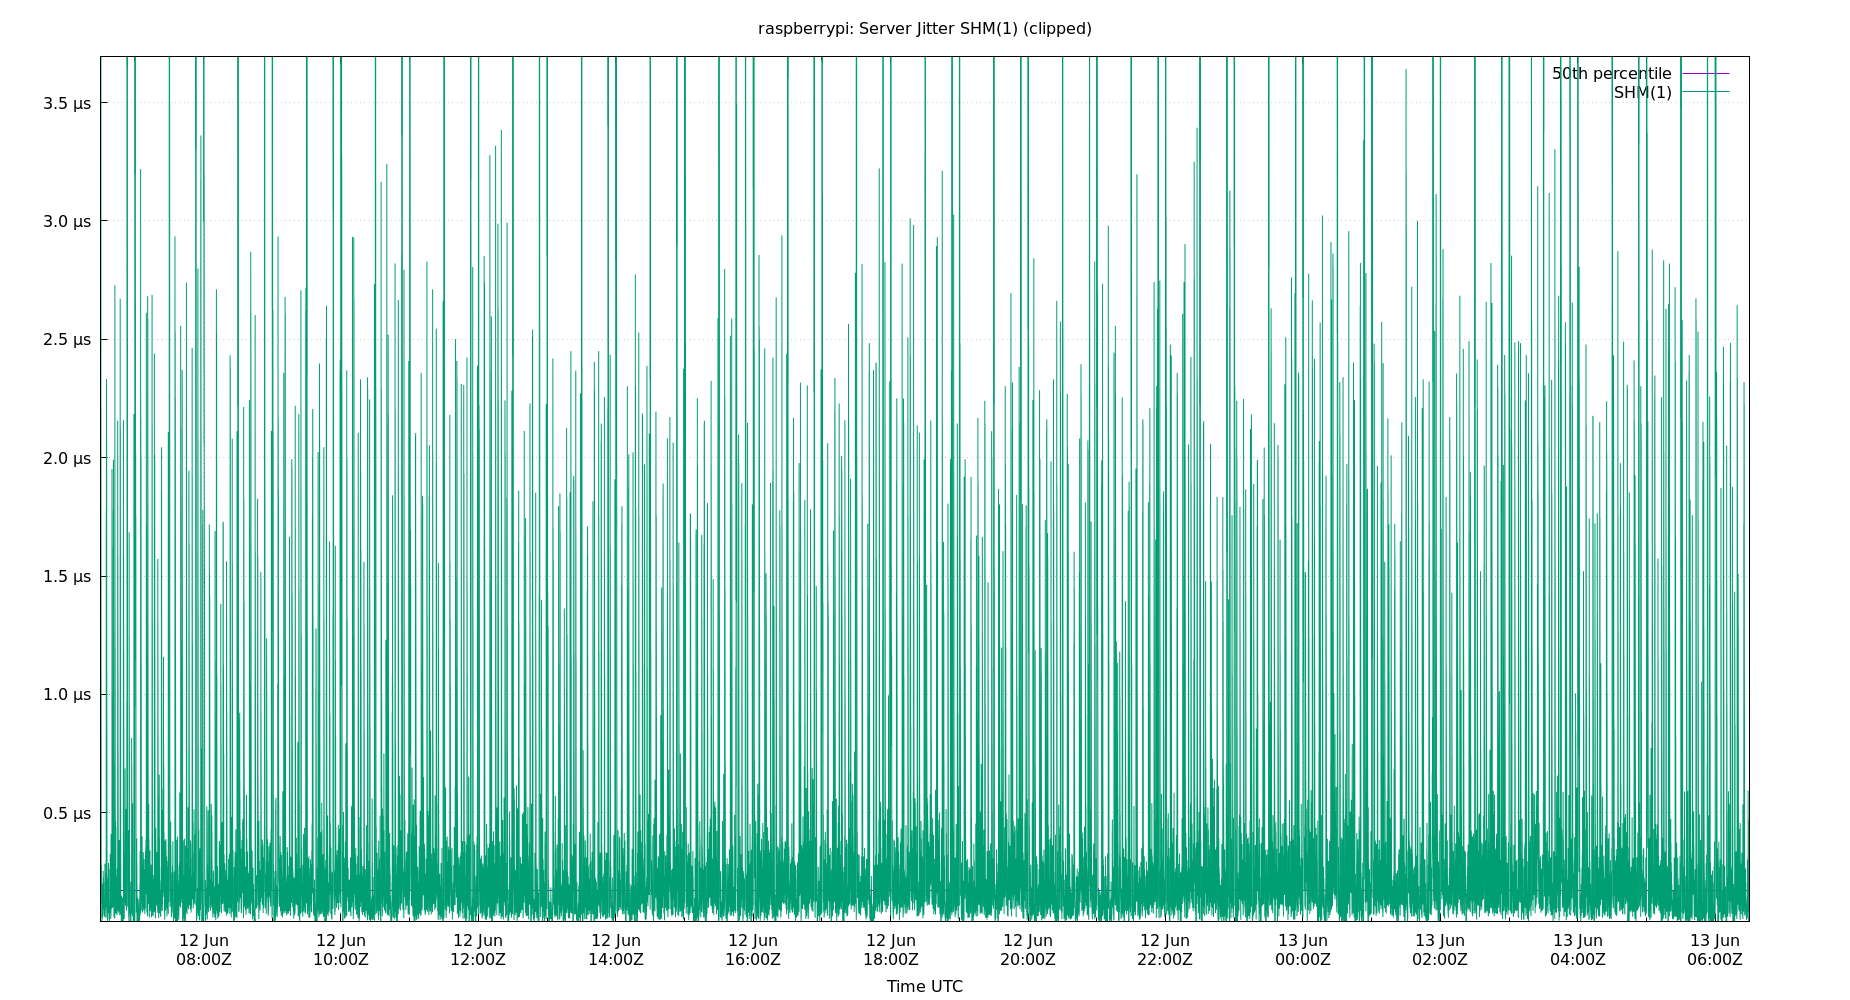 raspberrypi: Server Jitter SHM(1) (clipped)
50th percentile
SHM(1)
3.5 µs
3.0 µs
2.5 µs
2.0 µs
1.5 µs
1.0 µs
0.5 µs
12 Jun 12 Jun 12 Jun 12 Jun 12 Jun 12 Jun 12 Jun 12 Jun 13 Jun 13 Jun 13 Jun 13 Jun
08:00Z 10:00Z 12:00Z 14:00Z 16:00Z 18:00Z 20:00Z 22:00Z 00:00Z 02:00Z 04:00Z 06:00Z
Time UTC